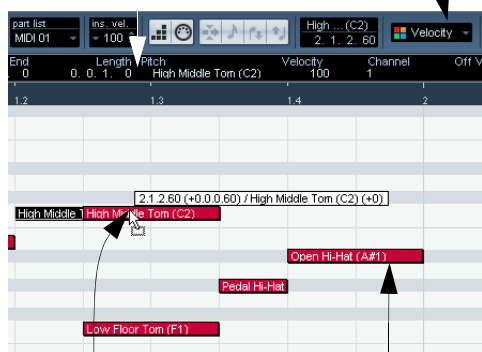 part list ins. vel. High ... (C2)
MIDI 01 100 2. 1. 2. 60 Velocity
End Length Pitch Velocity Channel Off V
0 0. 0. 1. 0 High Middle Tom (C2) 100 1
1.2 1.3 1.4 2
2.1.2.60 (+0.0.0.60) / High Middle Tom (C2) (+0)
High Middle T High Middle Tom (C2)
Open Hi-Hat (A#1)
Pedal Hi-Hat
Low Floor Tom (F1)